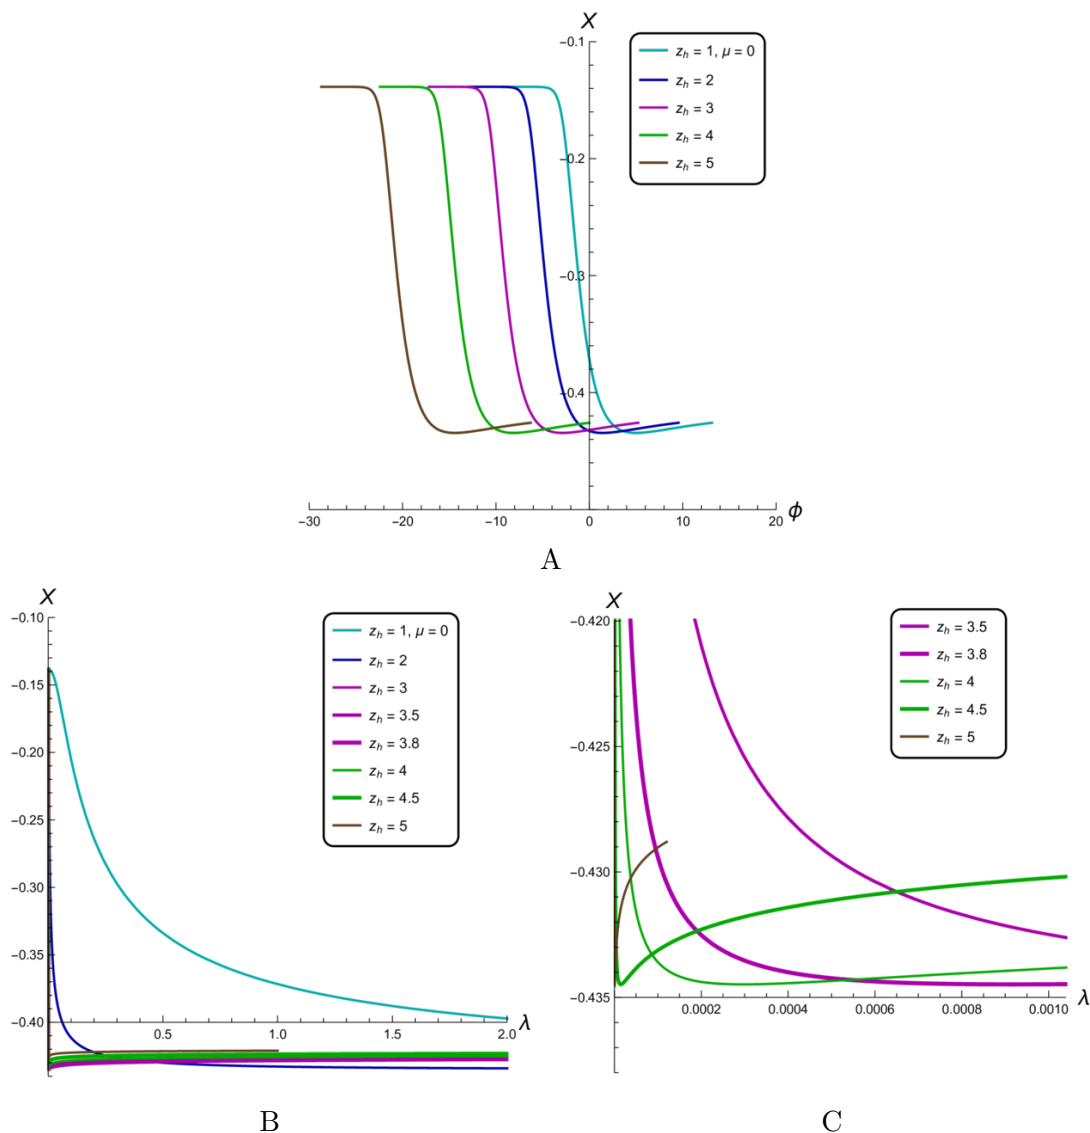 X
-0.1
z_h = 1, μ = 0
z_h = 2
z_h = 3
z_h = 4
z_h = 5
-0.2
-0.3
-0.4
-30 -20 -10 0 10 20 ϕ
A
X
-0.10
z_h = 1, μ = 0
z_h = 2
z_h = 3
z_h = 3.5
z_h = 3.8
z_h = 4
z_h = 4.5
z_h = 5
-0.15
-0.20
-0.25
-0.30
-0.35
-0.40
0.5 1.0 1.5 2.0 λ
B
X
-0.420
z_h = 3.5
z_h = 3.8
z_h = 4
z_h = 4.5
z_h = 5
-0.425
-0.430
-0.435
0.0002 0.0004 0.0006 0.0008 0.0010 λ
C